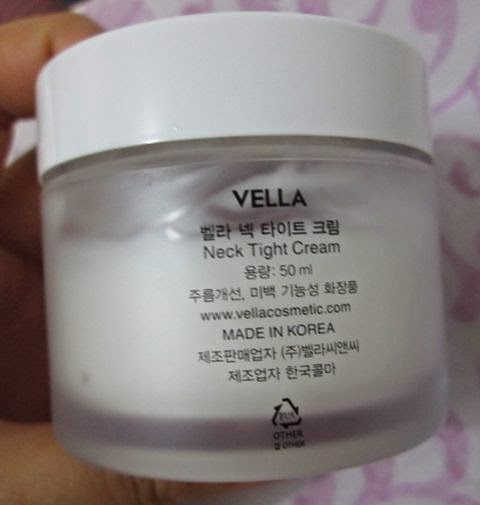 VELLA
벨라 넥 타이트 크림
Neck Tight Cream
용량: 50 ml
주름개선, 미백 기능성 화장품
www.vellacosmetic.com
MADE IN KOREA
제조판매업자 (주)벨라씨앤씨
제조업자 한국콜마
OTHER
캡 OTHER